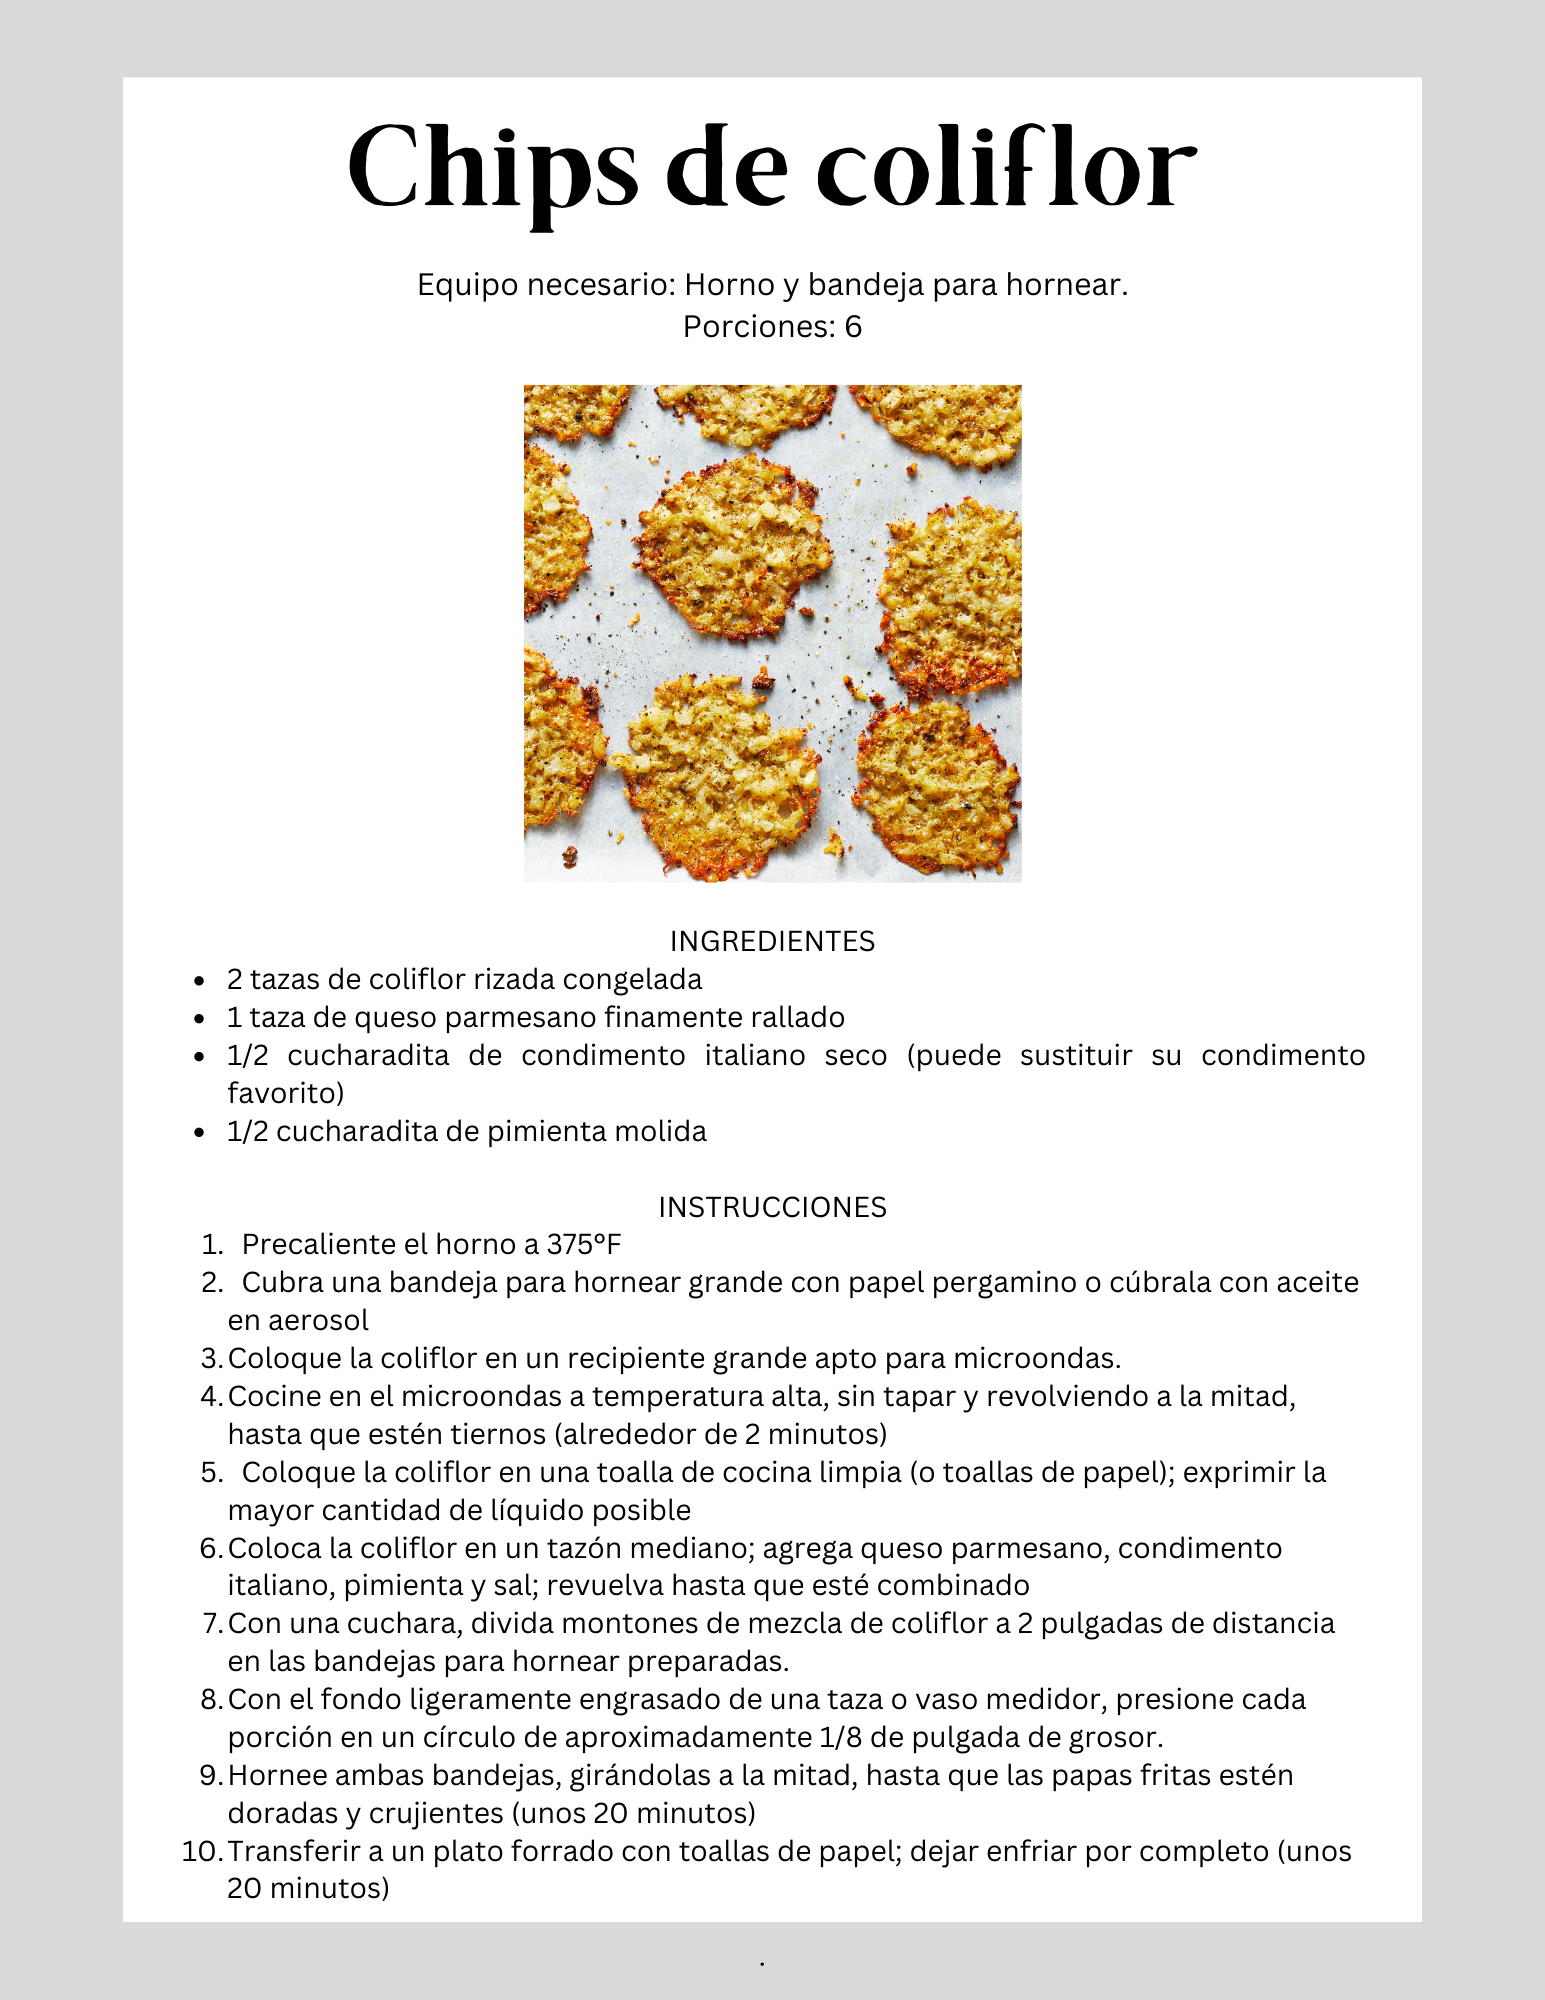 Chips de coliflor
Equipo necesario: Horno y bandeja para hornear.
Porciones: 6
INGREDIENTES
• 2 tazas de coliflor rizada congelada
• 1 taza de queso parmesano finamente rallado
• 1/2 cucharadita de condimento italiano seco (puede sustituir su condimento
favorito)
• 1/2 cucharadita de pimienta molida
INSTRUCCIONES
1. Precaliente el horno a 375°F
2. Cubra una bandeja para hornear grande con papel pergamino o cúbrala con aceite
en aerosol
3. Coloque la coliflor en un recipiente grande apto para microondas.
4. Cocine en el microondas a temperatura alta, sin tapar y revolviendo a la mitad,
hasta que estén tiernos (alrededor de 2 minutos)
5. Coloque la coliflor en una toalla de cocina limpia (o toallas de papel); exprimir la
mayor cantidad de líquido posible
6. Coloca la coliflor en un tazón mediano; agrega queso parmesano, condimento
italiano, pimienta y sal; revuelva hasta que esté combinado
7. Con una cuchara, divida montones de mezcla de coliflor a 2 pulgadas de distancia
en las bandejas para hornear preparadas.
8. Con el fondo ligeramente engrasado de una taza o vaso medidor, presione cada
porción en un círculo de aproximadamente 1/8 de pulgada de grosor.
9. Hornee ambas bandejas, girándolas a la mitad, hasta que las papas fritas estén
doradas y crujientes (unos 20 minutos)
10. Transferir a un plato forrado con toallas de papel; dejar enfriar por completo (unos
20 minutos)
.